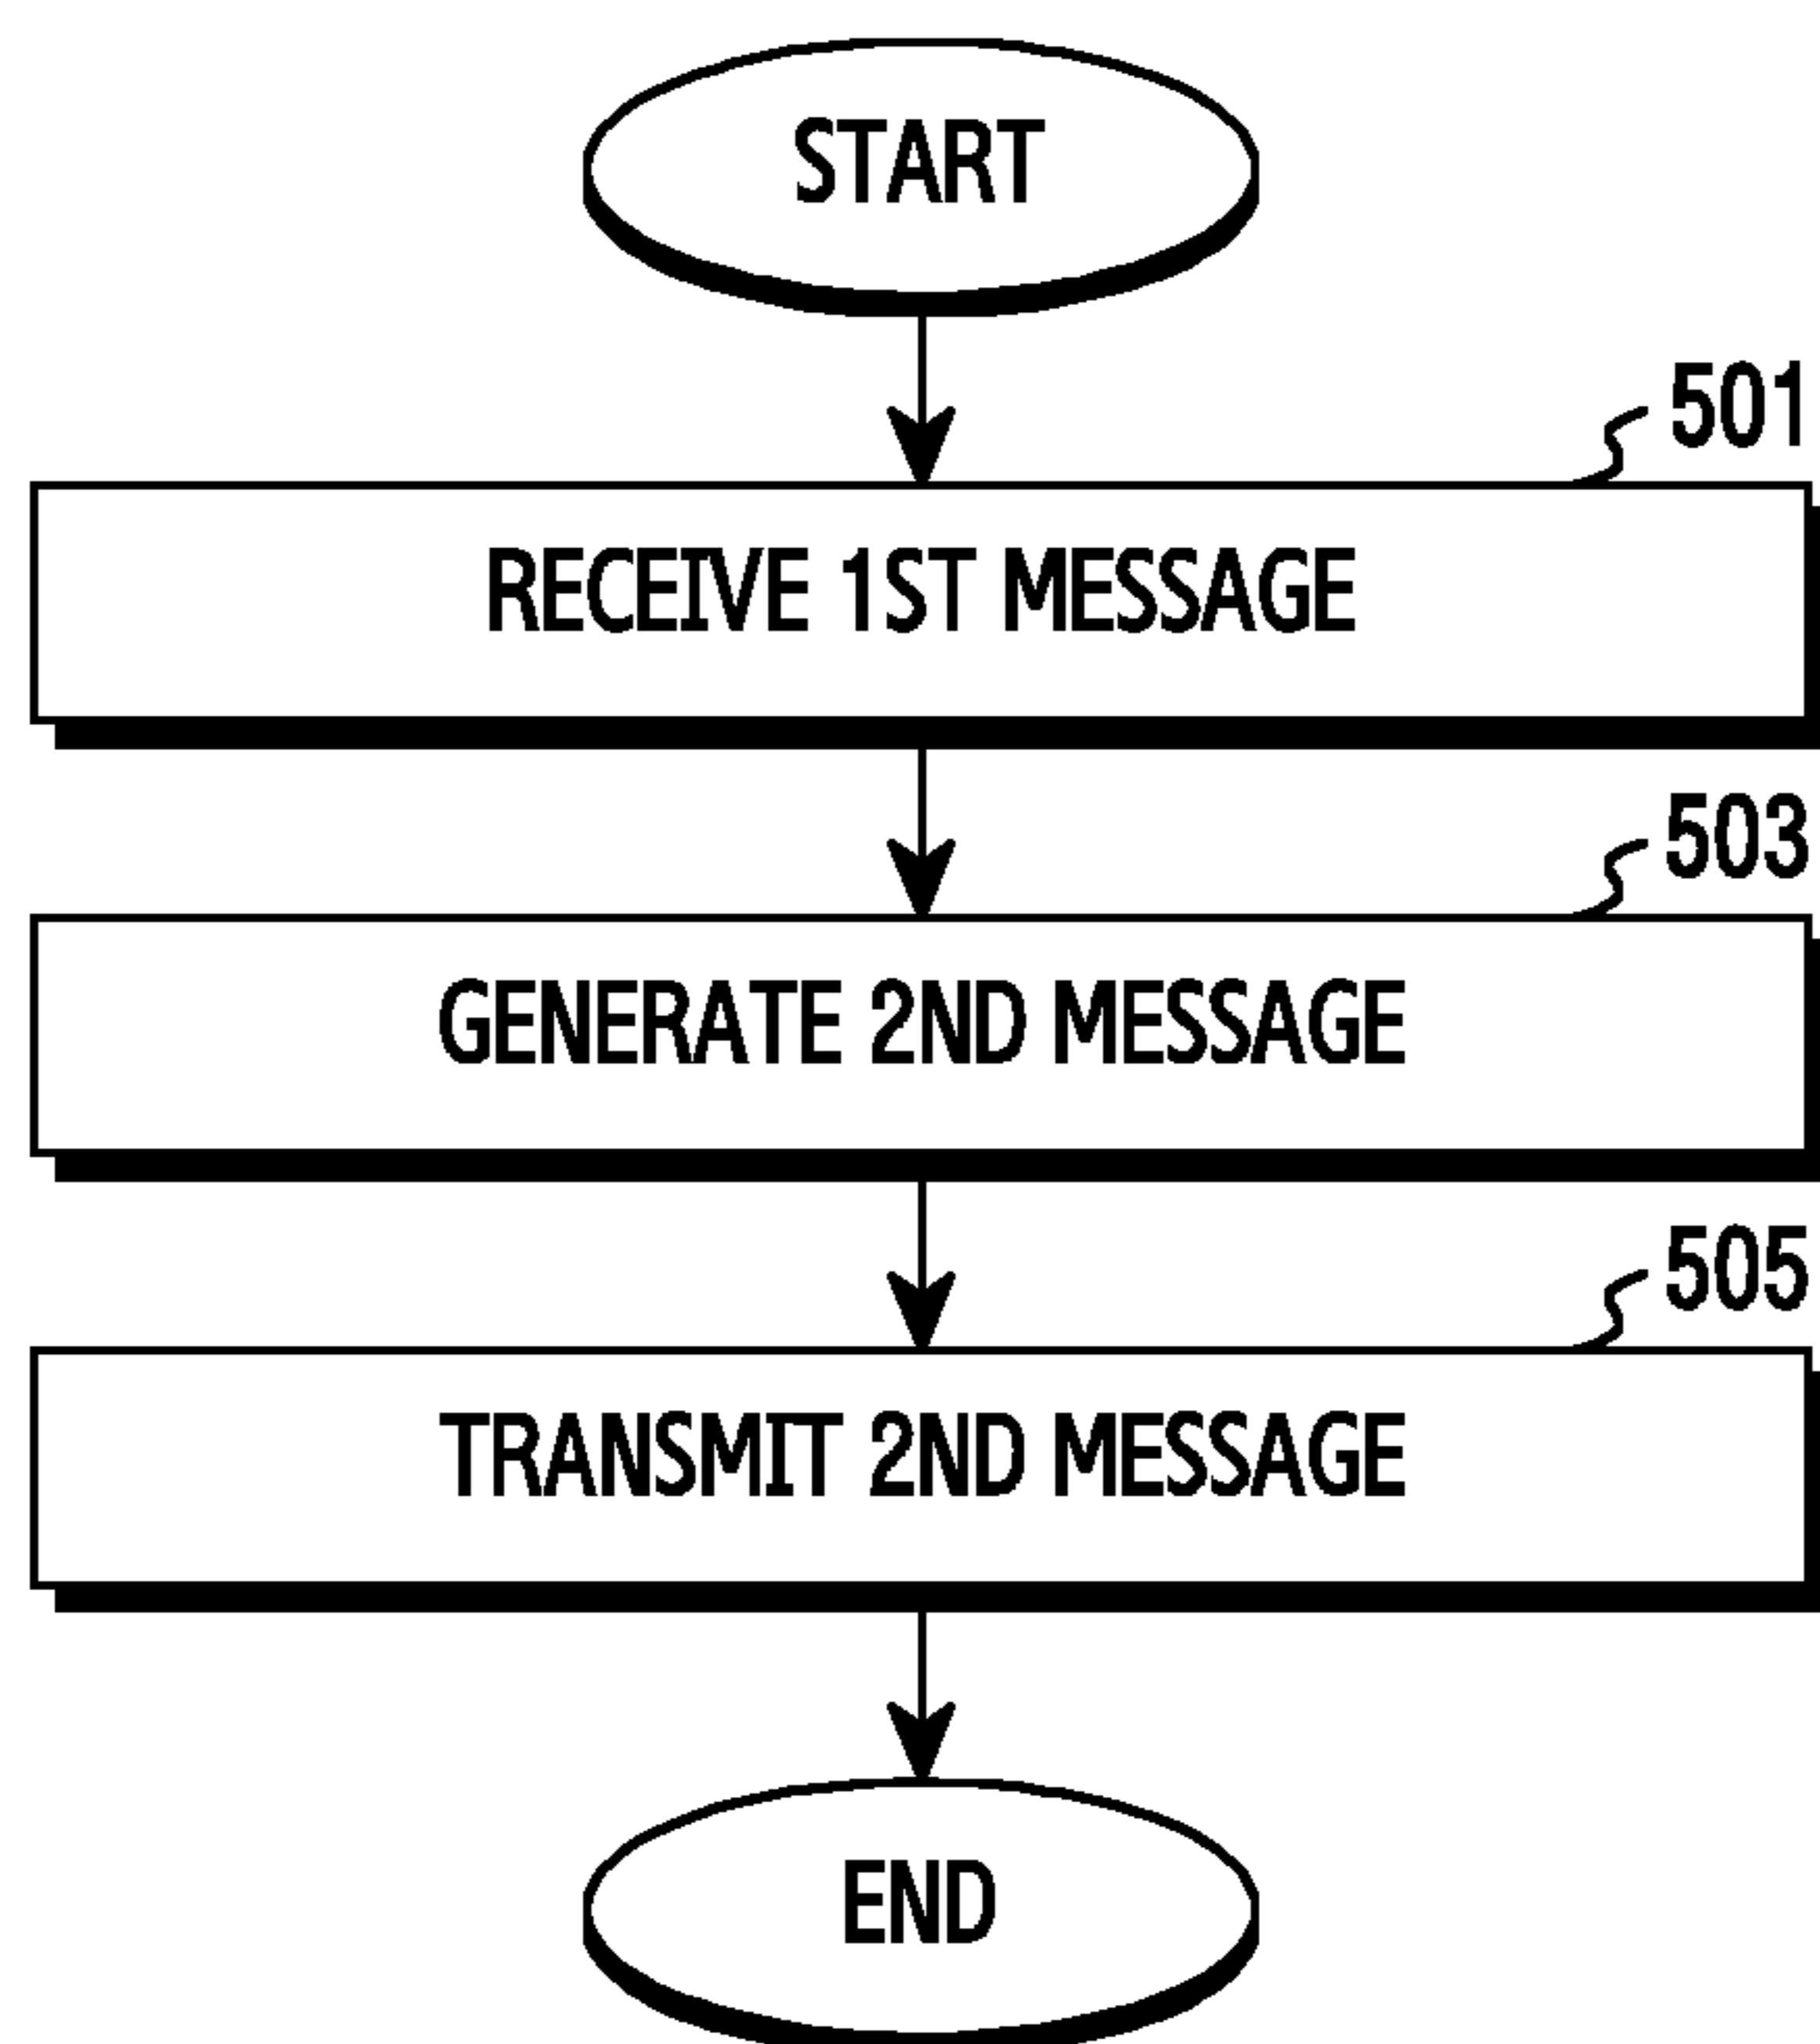 START
501
RECEIVE 1ST MESSAGE
503
GENERATE 2ND MESSAGE
505
TRANSMIT 2ND MESSAGE
END